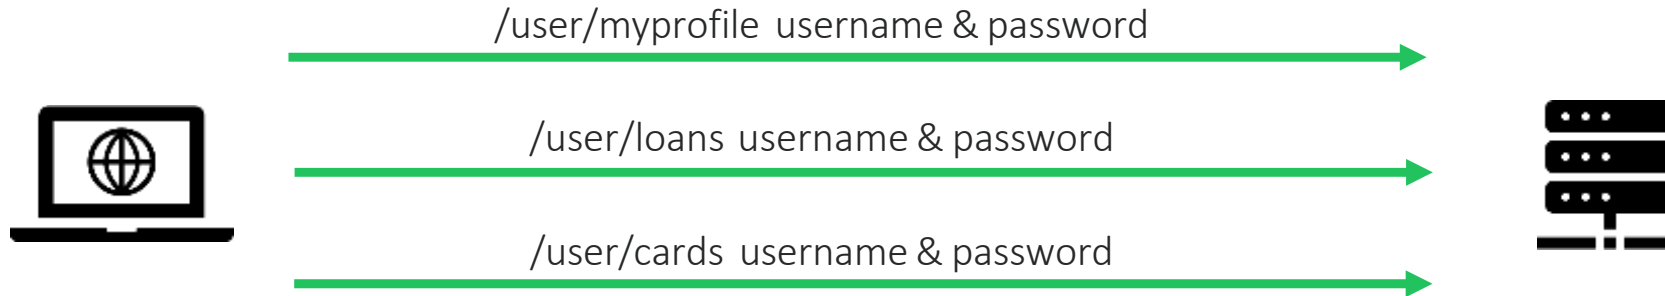 /user/myprofile username & password
/user/loans username & password
/user/cards username & password